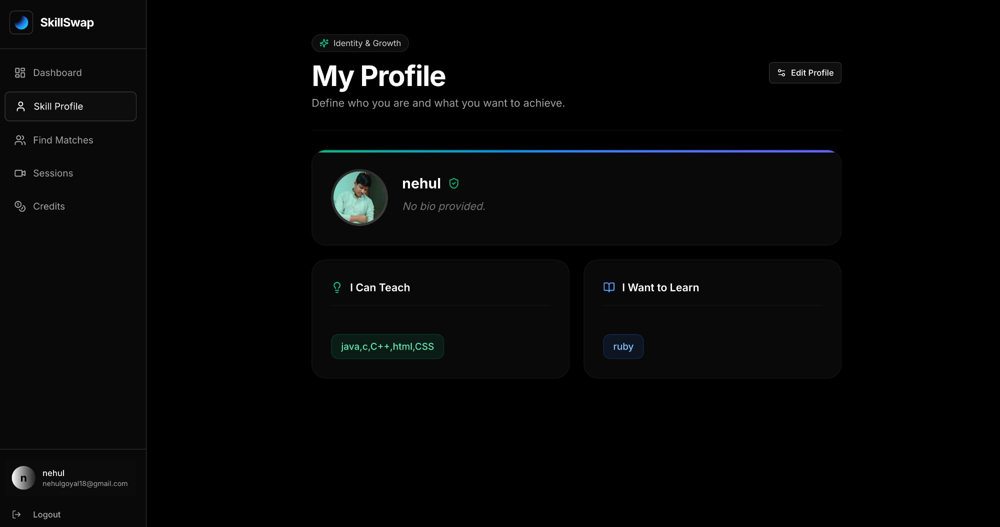 SkillSwap
Dashboard
Skill Profile
Find Matches
Sessions
Credits
nehul
nehulgoyal18@gmail.com
n
Logout
Identity & Growth
My Profile
Define who you are and what you want to achieve.
Edit Profile
nehul
No bio provided.
I Can Teach
java,c,C++,html,CSS
I Want to Learn
ruby